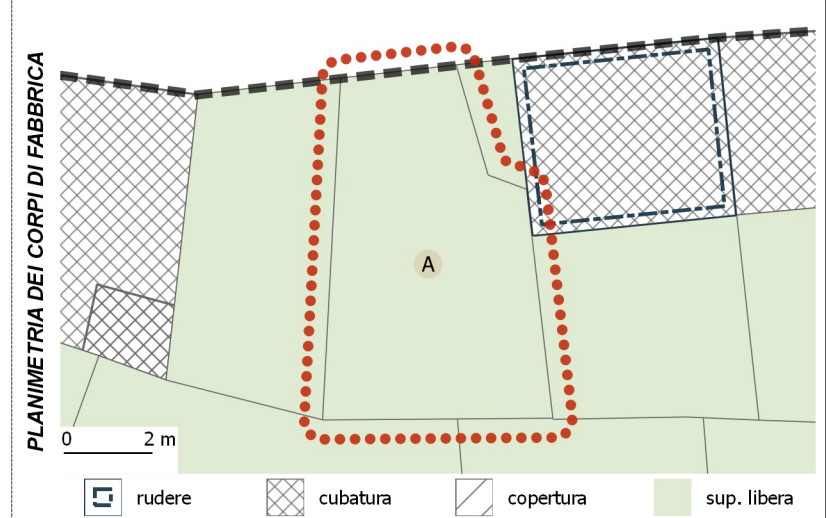 PLANIMETRIA DEI CORPI DI FABBRICA
A
0 2 m
rudere cubatura copertura sup. libera